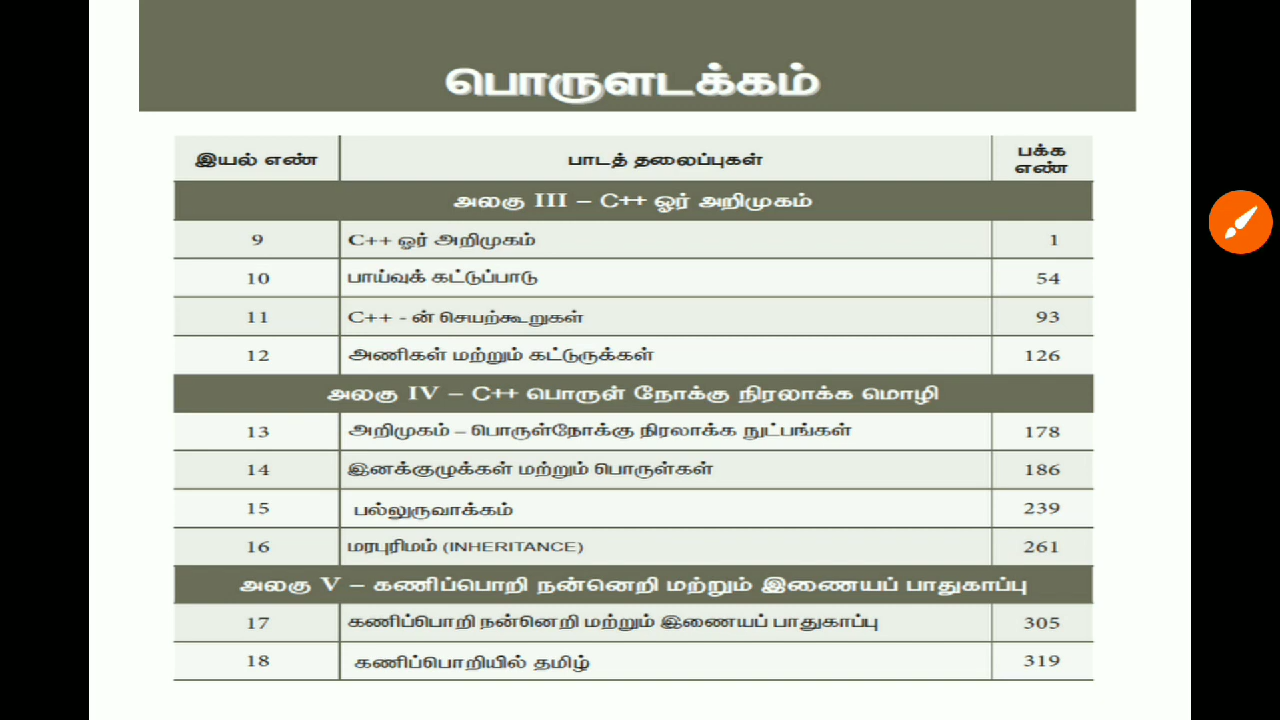 பொருளடக்கம்
இயல் எண் பாடத் தலைப்புகள் பக்க எண்
அலகு III – C++ ஓர் அறிமுகம்
9 C++ ஓர் அறிமுகம் 1
10 பாய்வுக் கட்டுப்பாடு 54
11 C++ - ன் செயற்கூறுகள் 93
12 அணிகள் மற்றும் கட்டுருக்கள் 126
அலகு IV – C++ பொருள் நோக்கு நிரலாக்க மொழி
13 அறிமுகம் – பொருள்நோக்கு நிரலாக்க நுட்பங்கள் 178
14 இனக்குழுக்கள் மற்றும் பொருள்கள் 186
15 பல்லுருவாக்கம் 239
16 மரபுரிமம் (INHERITANCE) 261
அலகு V – கணிப்பொறி நன்னெறி மற்றும் இணையப் பாதுகாப்பு
17 கணிப்பொறி நன்னெறி மற்றும் இணையப் பாதுகாப்பு 305
18 கணிப்பொறியில் தமிழ் 319